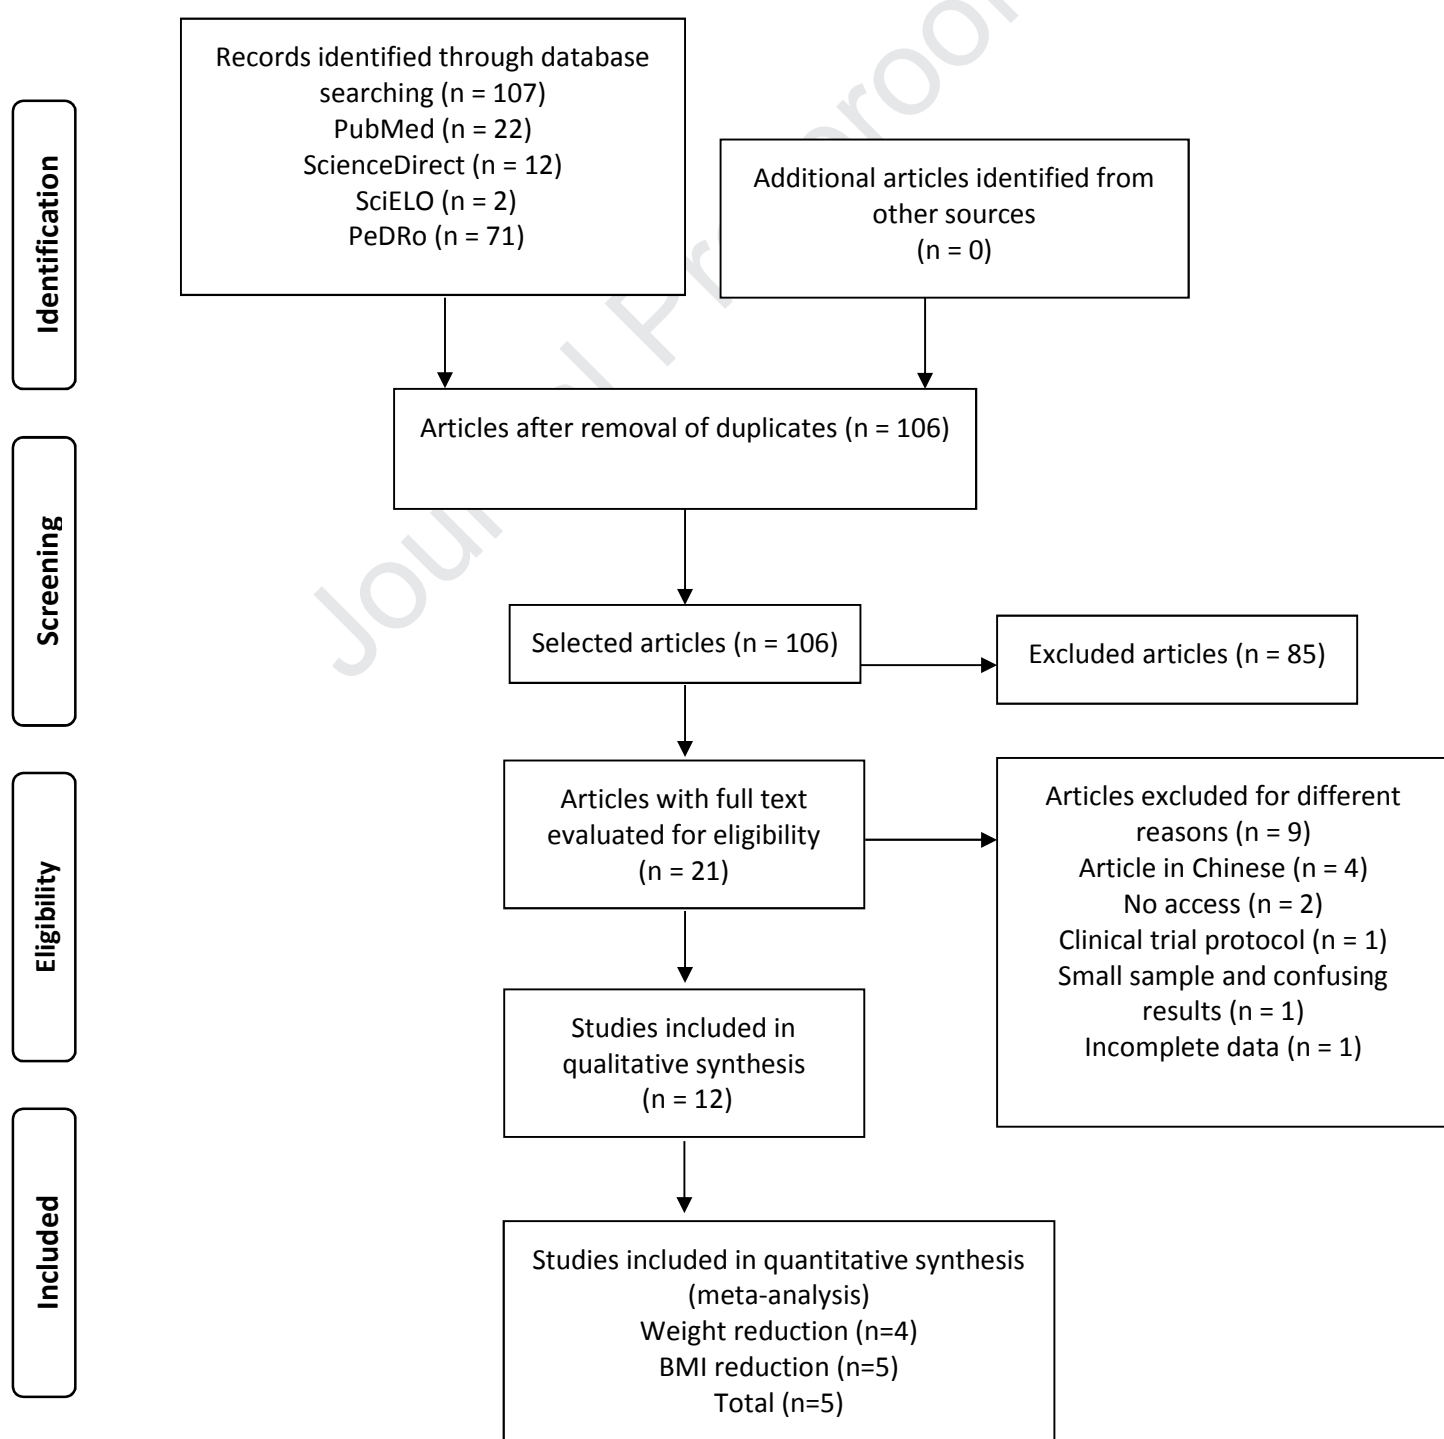 Identification
Records identified through database
searching (n = 107)
PubMed (n = 22)
ScienceDirect (n = 12)
SciELO (n = 2)
PeDRo (n = 71)
Additional articles identified from
other sources
(n = 0)
Articles after removal of duplicates (n = 106)
Screening
Selected articles (n = 106)
Excluded articles (n = 85)
Eligibility
Articles with full text
evaluated for eligibility
(n = 21)
Articles excluded for different
reasons (n = 9)
Article in Chinese (n = 4)
No access (n = 2)
Clinical trial protocol (n = 1)
Small sample and confusing
results (n = 1)
Incomplete data (n = 1)
Studies included in
qualitative synthesis
(n = 12)
Included
Studies included in quantitative synthesis
(meta-analysis)
Weight reduction (n=4)
BMI reduction (n=5)
Total (n=5)